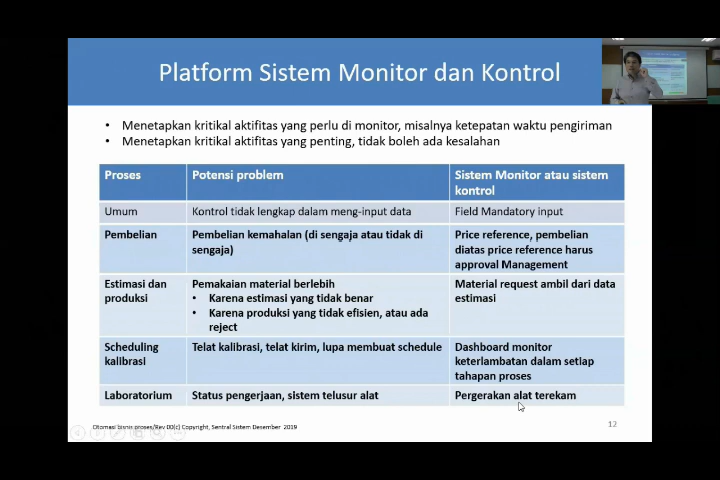 Platform Sistem Monitor dan Kontrol
• Menetapkan kritikal aktifitas yang perlu di monitor, misalnya ketepatan waktu pengiriman
• Menetapkan kritikal aktifitas yang penting, tidak boleh ada kesalahan
Proses
Potensi problem
Sistem Monitor atau sistem
kontrol
Umum
Kontrol tidak lengkap dalam meng-input data
Field Mandatory input
Pembelian
Pembelian kemahalan (di sengaja atau tidak di
sengaja)
Price reference, pembelian
diatas price reference harus
approval Management
Estimasi dan
produksi
Pemakaian material berlebih
• Karena estimasi yang tidak benar
• Karena produksi yang tidak efisien, atau ada
reject
Material request ambil dari data
estimasi
Scheduling
kalibrasi
Telat kalibrasi, telat kirim, lupa membuat schedule
Dashboard monitor
keterlambatan dalam setiap
tahapan proses
Laboratorium
Status pengerjaan, sistem telusur alat
Pergerakan alat terekam
Otomasi bisnis proses/Rev 00(c) Copyright, Sentral Sistem Desember 2019
12